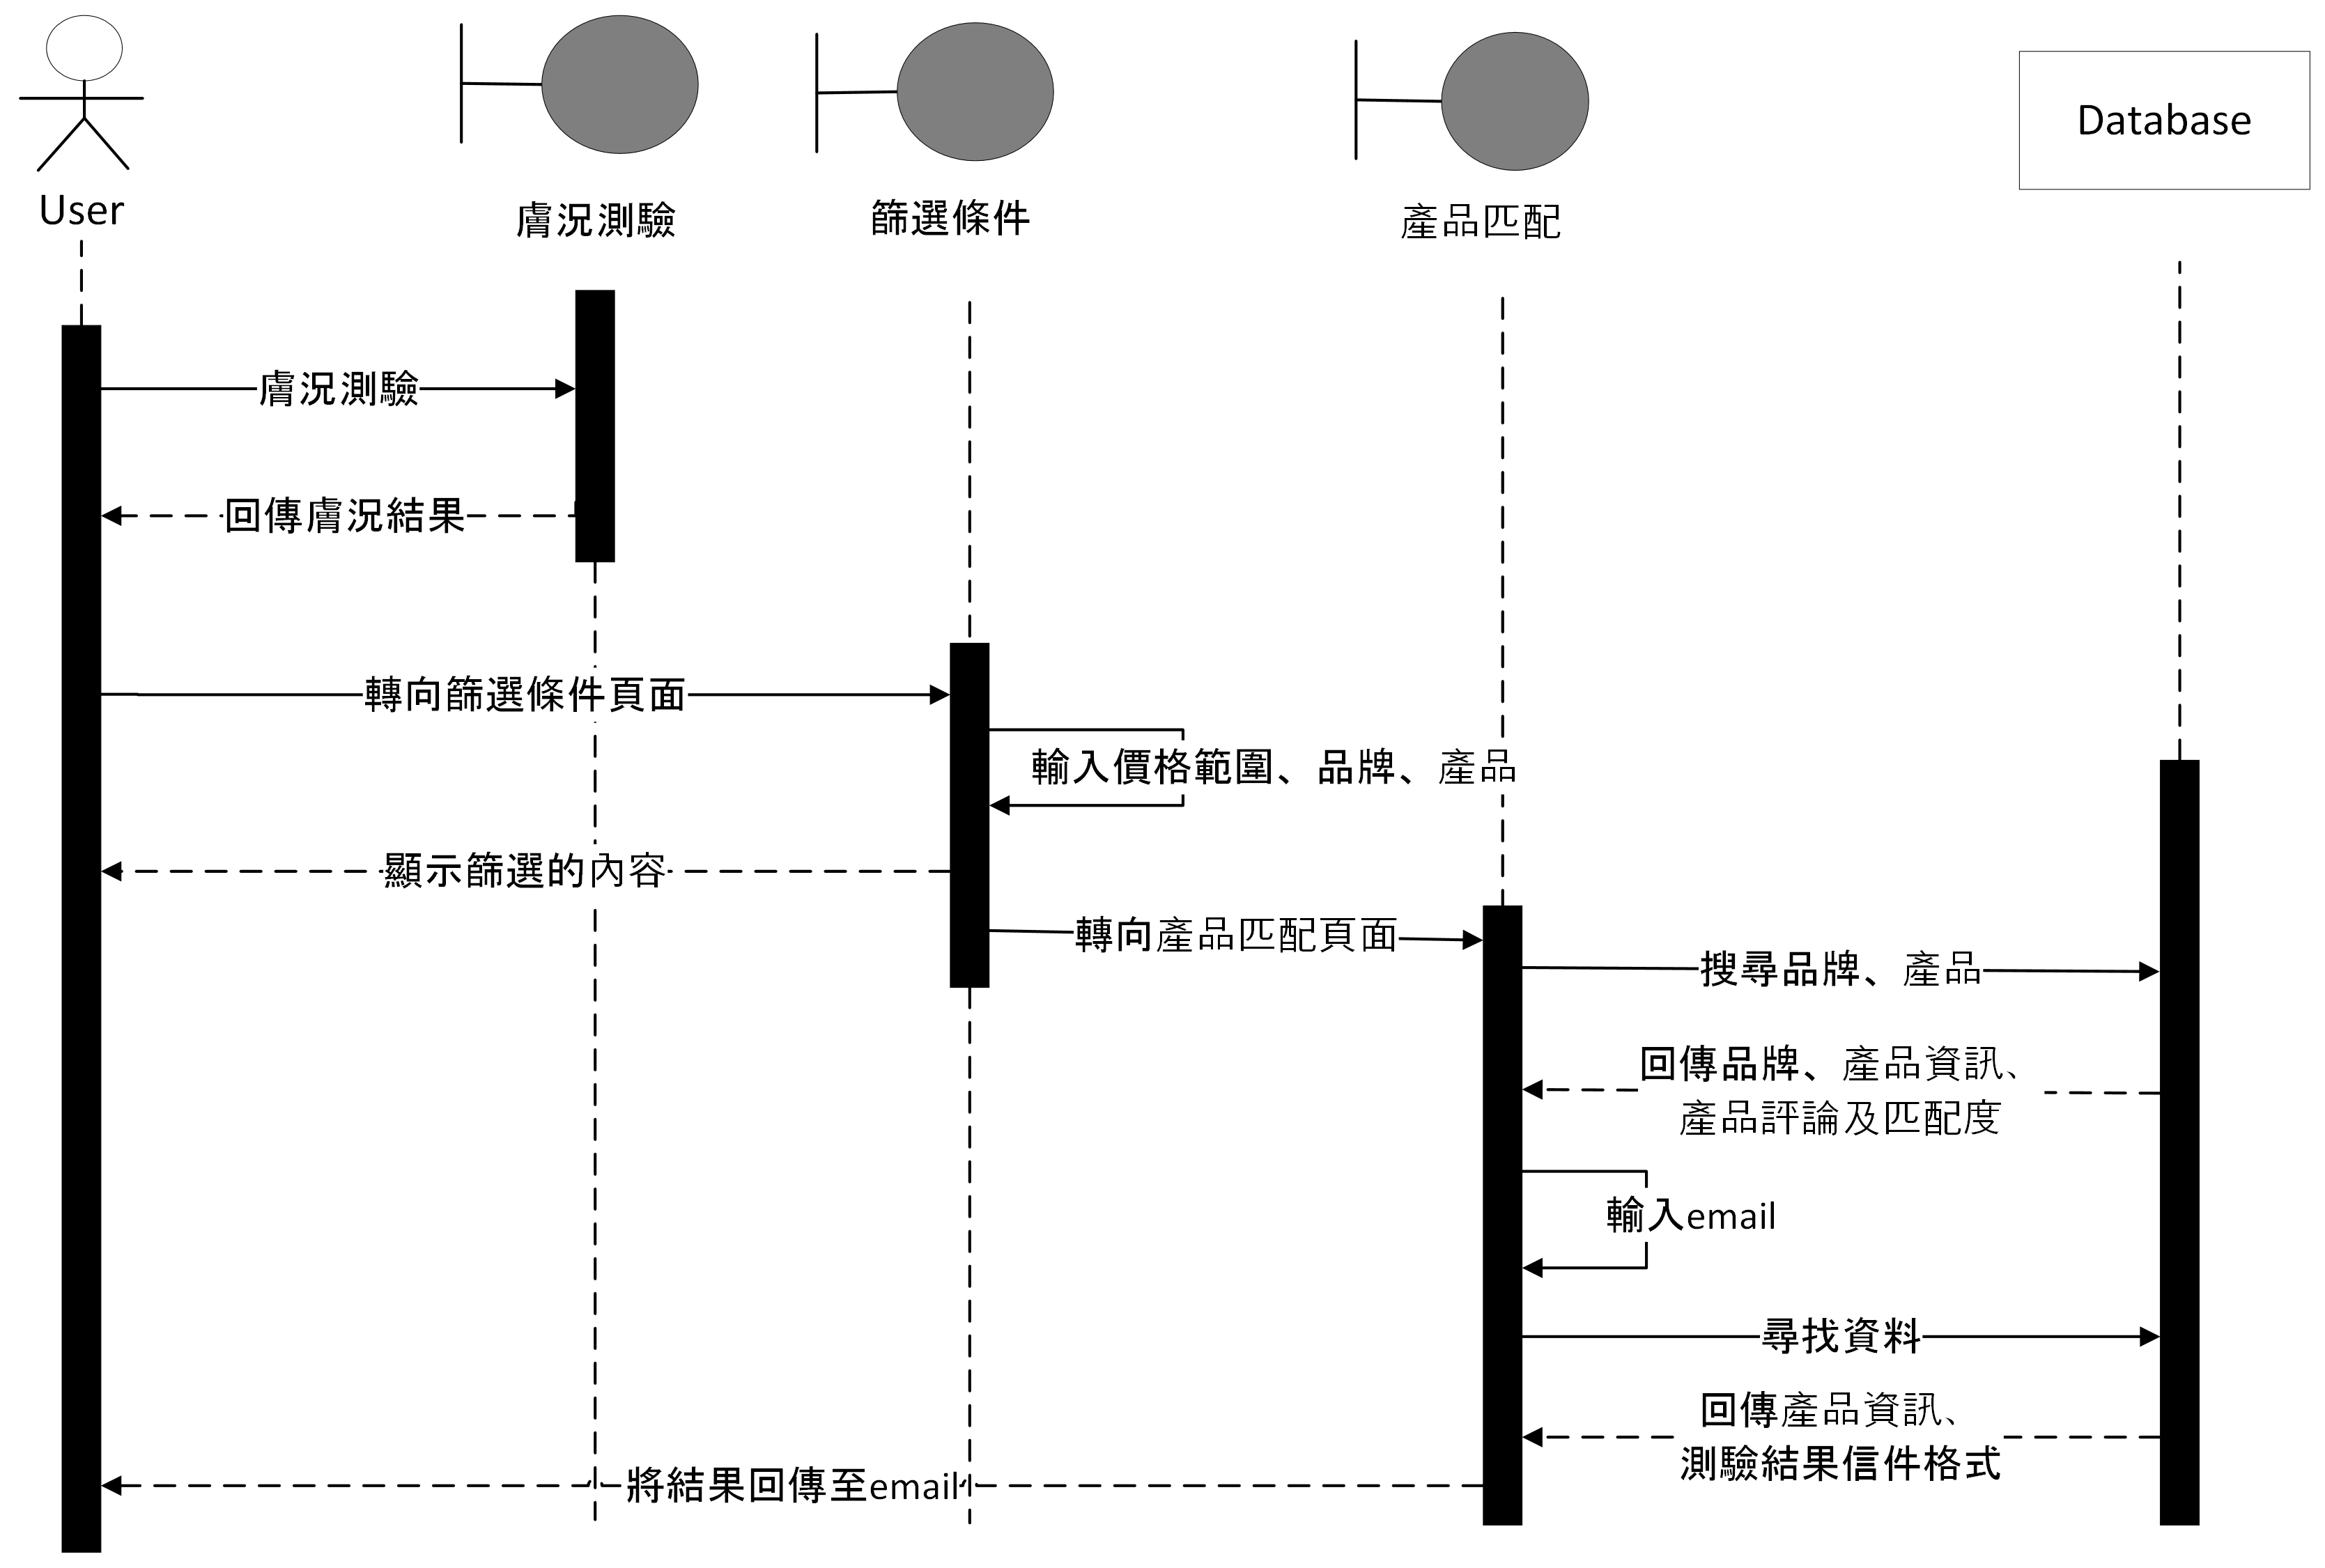 User
膚況測驗
篩選條件
產品匹配
Database
膚況測驗
回傳膚況結果
轉向篩選條件頁面
輸入價格範圍、品牌、產品
顯示篩選的內容
轉向產品匹配頁面
搜尋品牌、產品
回傳品牌、產品資訊、
產品評論及匹配度
輸入email
尋找資料
回傳產品資訊、
測驗結果信件格式
將結果回傳至email